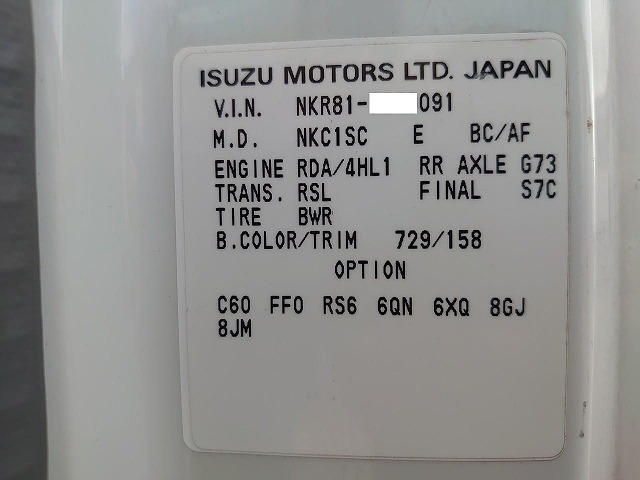 ISUZU MOTORS LTD. JAPAN
V.I.N. NKR81- 091
M.D. NKC1SC E BC/AF
ENGINE RDA/4HL1 RR AXLE G73
TRANS. RSL FINAL S7C
TIRE BWR
B.COLOR/TRIM 729/158
OPTION
C60 FF0 RS6 6QN 6XQ 8GJ
8JM